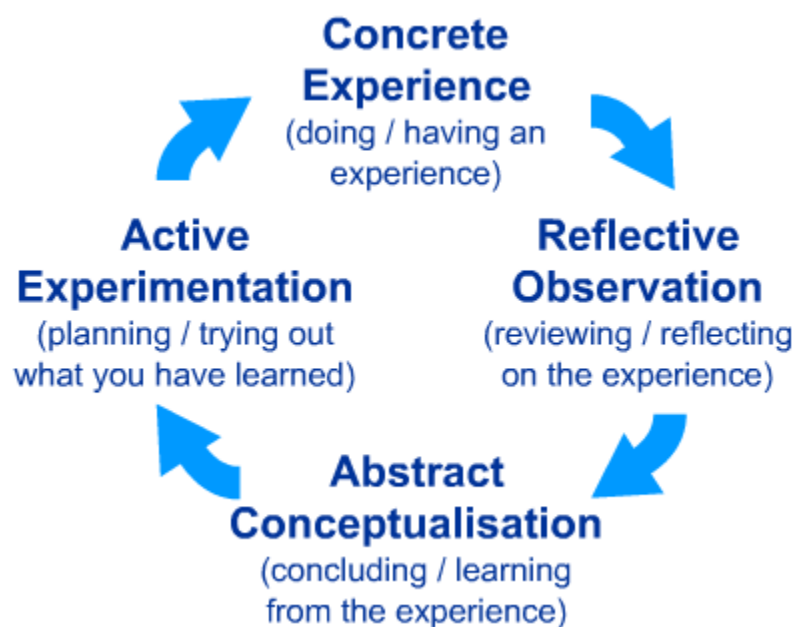 Concrete
Experience
(doing / having an
experience)
Reflective
Observation
(reviewing / reflecting
on the experience)
Abstract
Conceptualisation
(concluding / learning
from the experience)
Active
Experimentation
(planning / trying out
what you have learned)